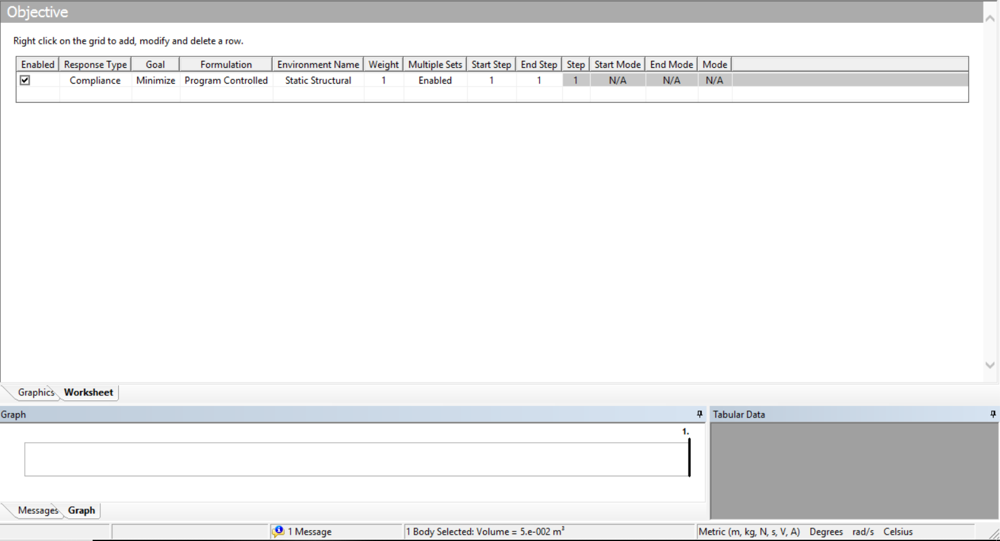 Objective
Right click on the grid to add, modify and delete a row.
Enabled Response Type Goal Formulation Environment Name Weight Multiple Sets Start Step End Step Step Start Mode End Mode Mode
Compliance Minimize Program Controlled Static Structural 1 Enabled 1 1 1 N/A N/A N/A
Graphics Worksheet
Graph Tabular Data
1.
Messages Graph
1 Message 1 Body Selected: Volume = 5.e-002 m³ Metric (m, kg, N, s, V, A) Degrees rad/s Celsius